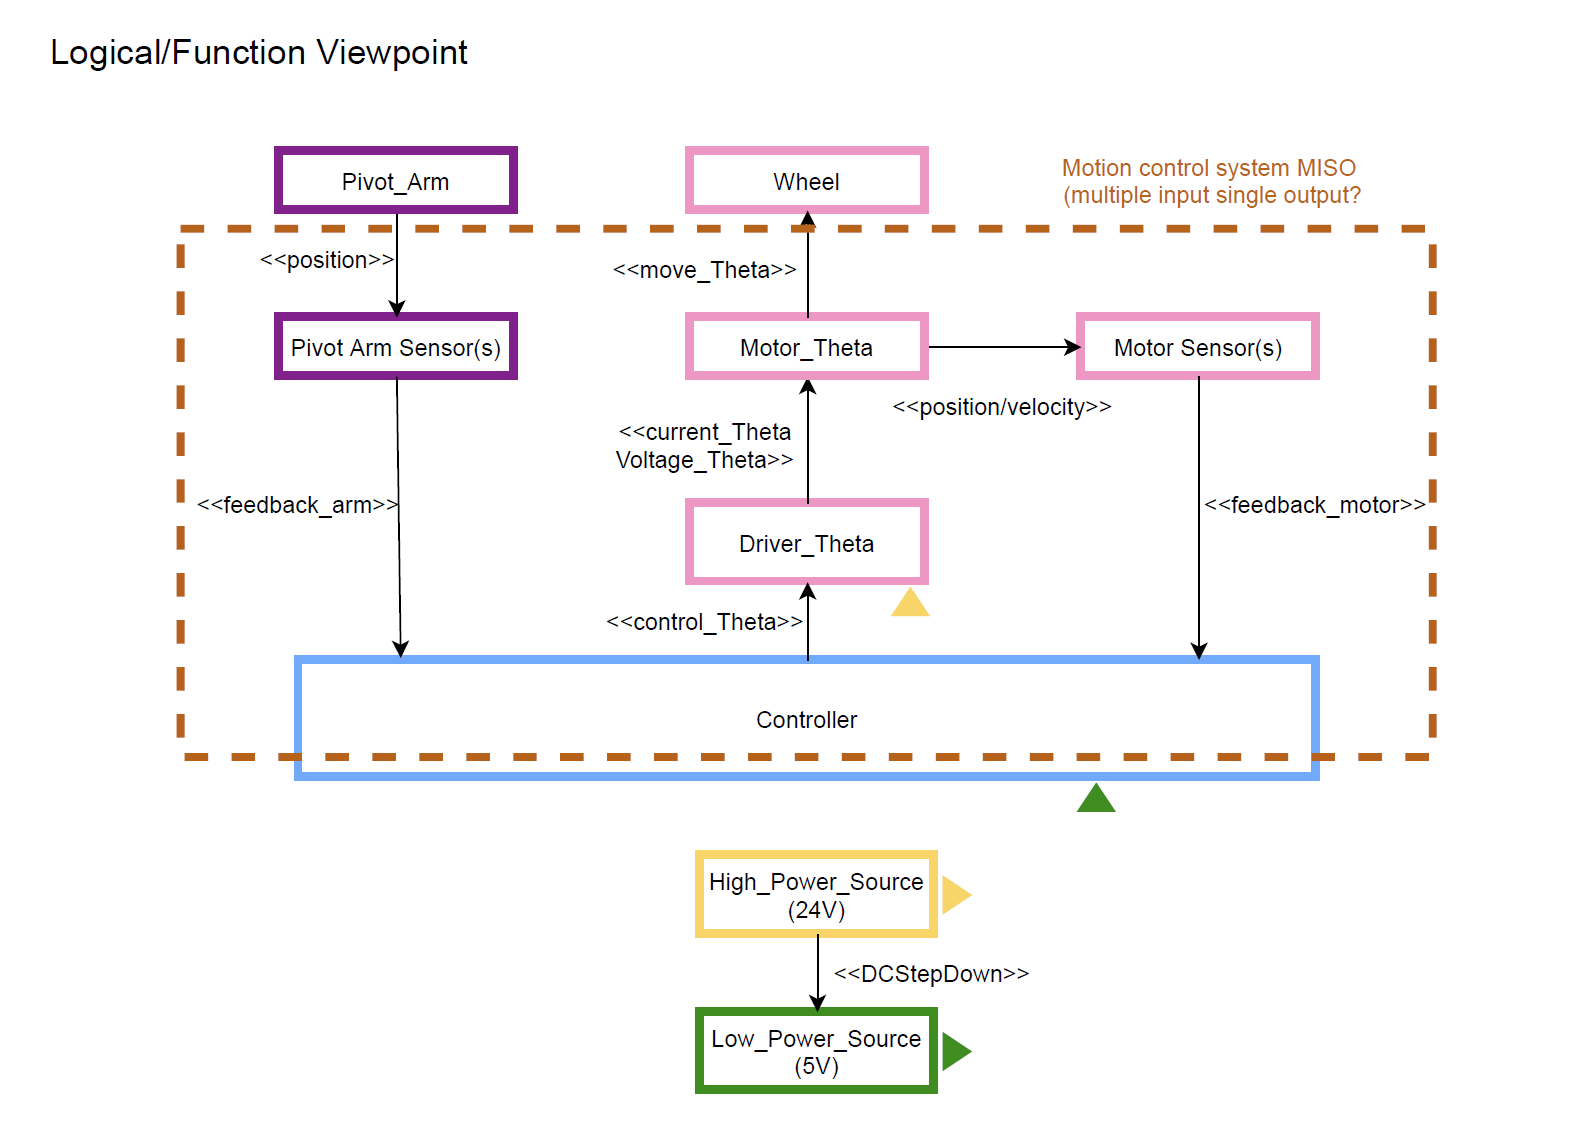 Logical/Function Viewpoint
Motion control system MISO
(multiple input single output?
Pivot_Arm
Wheel
<<position>>
<<move_Theta>>
Pivot Arm Sensor(s)
Motor_Theta
Motor Sensor(s)
<<position/velocity>>
<<current_Theta
Voltage_Theta>>
<<feedback_arm>>
<<feedback_motor>>
Driver_Theta
<<control_Theta>>
Controller
High_Power_Source
(24V)
<<DCStepDown>>
Low_Power_Source
(5V)